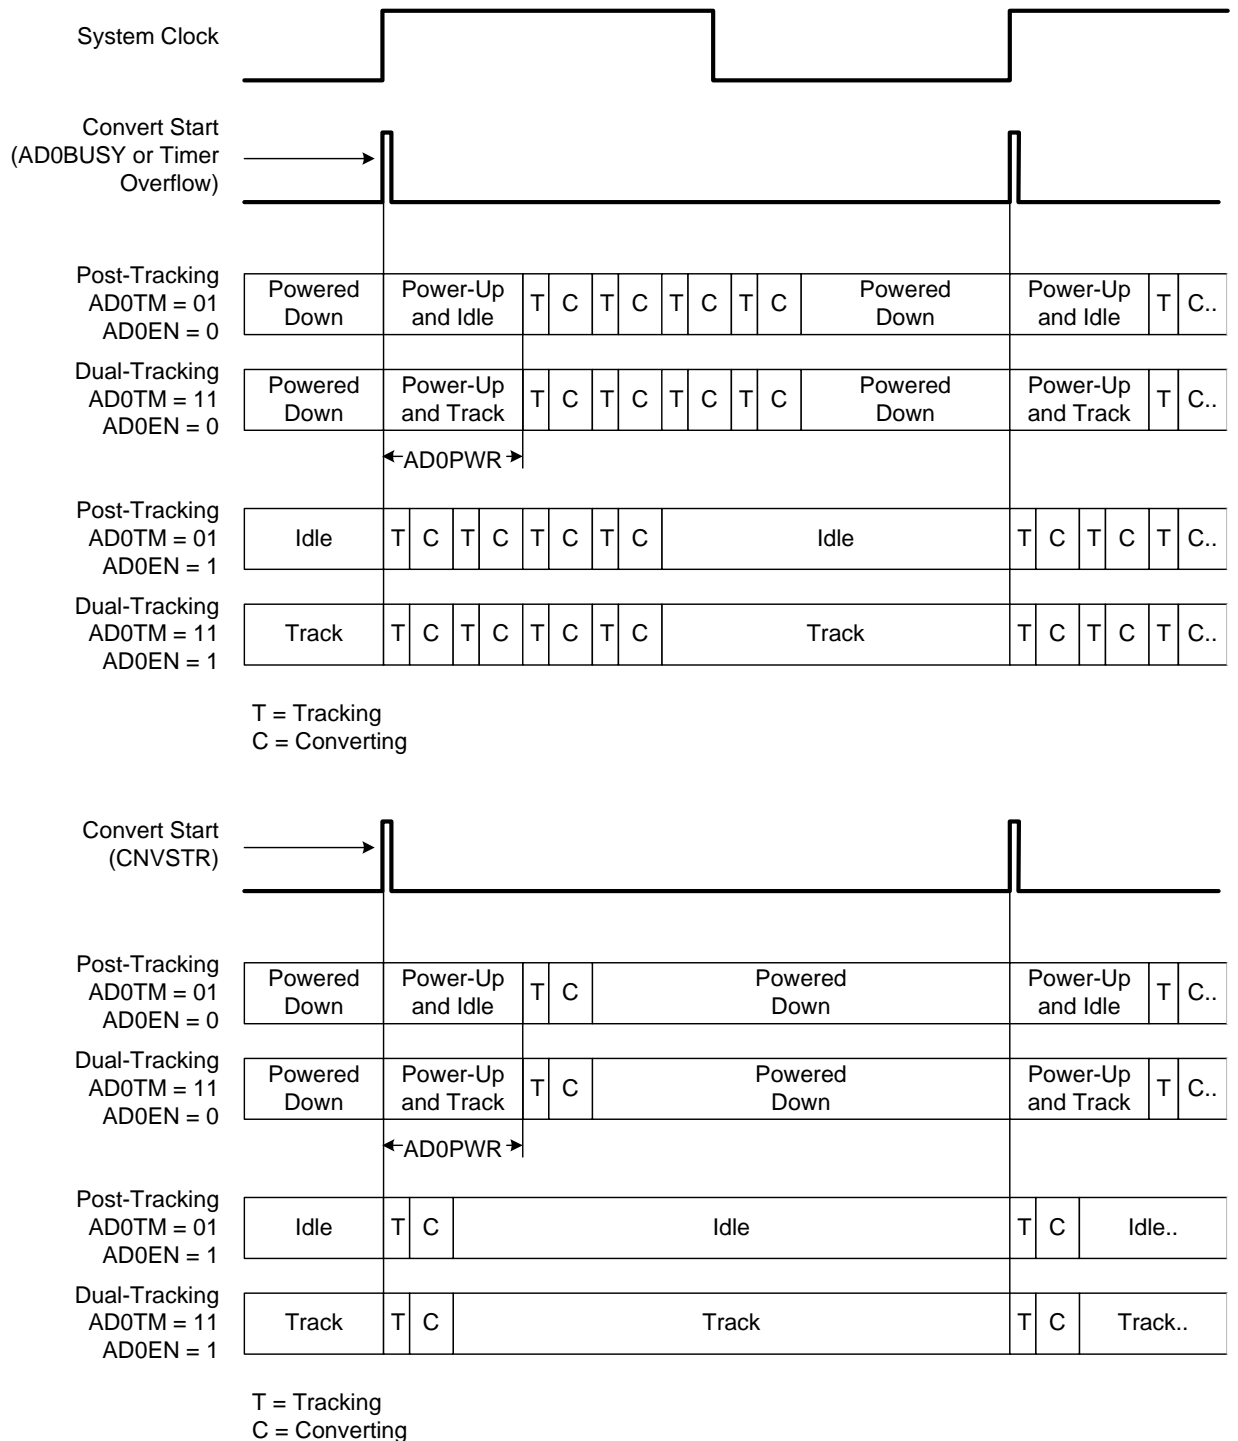 System Clock
Convert Start
(AD0BUSY or Timer
Overflow)
Post-Tracking
AD0TM = 01
AD0EN = 0
Powered
Down
Power-Up
and Idle
T C T C T C T C
Powered
Down
Power-Up
and Idle
T C..
Dual-Tracking
AD0TM = 11
AD0EN = 0
Powered
Down
Power-Up
and Track
T C T C T C T C
Powered
Down
Power-Up
and Track
T C..
AD0PWR
Post-Tracking
AD0TM = 01
AD0EN = 1
Idle T C T C T C T C Idle T C T C T C..
Dual-Tracking
AD0TM = 11
AD0EN = 1
Track T C T C T C T C Track T C T C T C..
T = Tracking
C = Converting
Convert Start
(CNVSTR)
Post-Tracking
AD0TM = 01
AD0EN = 0
Powered
Down
Power-Up
and Idle
T C
Powered
Down
Power-Up
and Idle
T C..
Dual-Tracking
AD0TM = 11
AD0EN = 0
Powered
Down
Power-Up
and Track
T C
Powered
Down
Power-Up
and Track
T C..
AD0PWR
Post-Tracking
AD0TM = 01
AD0EN = 1
Idle T C Idle T C Idle..
Dual-Tracking
AD0TM = 11
AD0EN = 1
Track T C Track T C Track..
T = Tracking
C = Converting